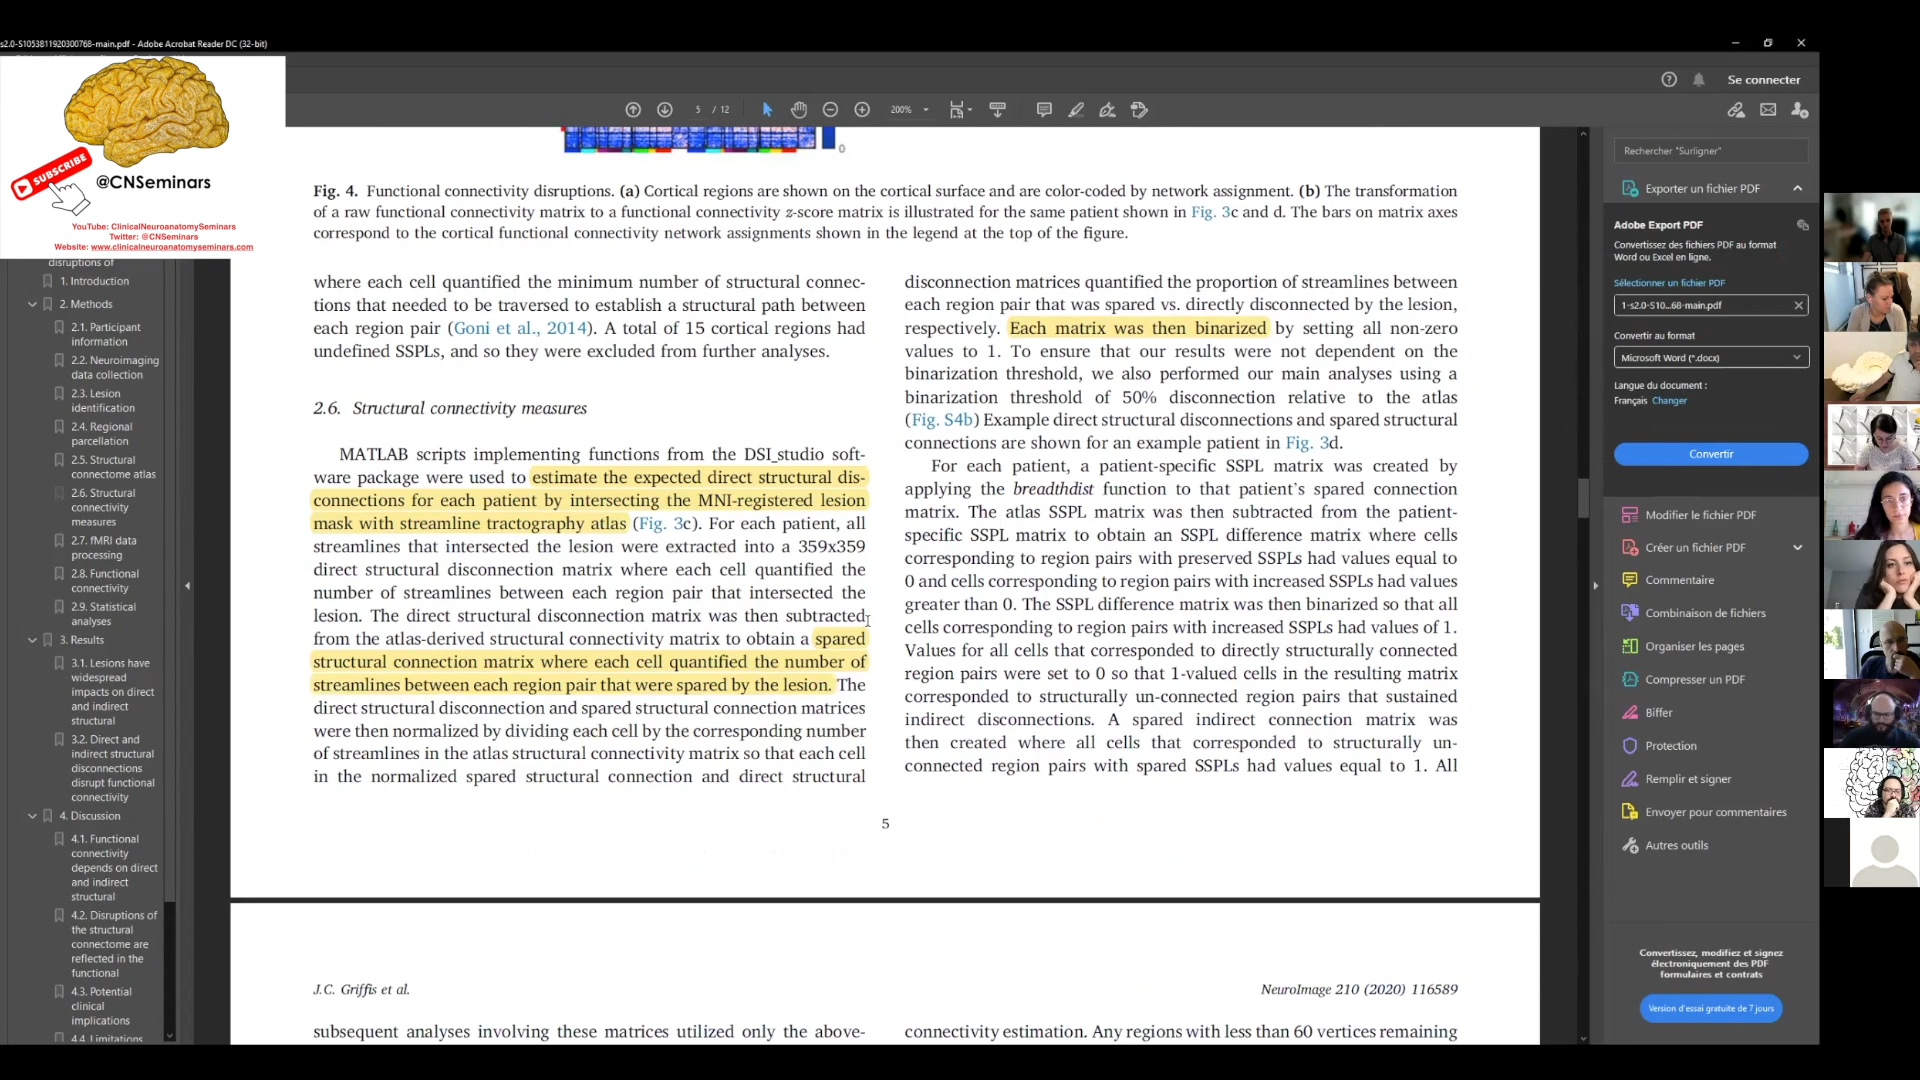 s2.0-S1053811920300768-main.pdf - Adobe Acrobat Reader DC (32-bit)
SUBSCRIBE
@CNSeminars
YouTube: ClinicalNeuroanatomySeminars
Twitter: @CNSeminars
Website: www.clinicalneuroanatomyseminars.com
Se connecter
5 / 12
200%
disruptions of
1. Introduction
2. Methods
2.1. Participant
information
2.2. Neuroimaging
data collection
2.3. Lesion
identification
2.4. Regional
parcellation
2.5. Structural
connectome atlas
2.6. Structural
connectivity
measures
2.7. fMRI data
processing
2.8. Functional
connectivity
2.9. Statistical
analyses
3. Results
3.1. Lesions have
widespread
impacts on direct
and indirect
structural
3.2. Direct and
indirect structural
disconnections
disrupt functional
connectivity
4. Discussion
4.1. Functional
connectivity
depends on direct
and indirect
structural
4.2. Disruptions of
the structural
connectome are
reflected in the
functional
4.3. Potential
clinical
implications
4.4. Limitations
0
Fig. 4. Functional connectivity disruptions. (a) Cortical regions are shown on the cortical surface and are color-coded by network assignment. (b) The transformation
of a raw functional connectivity matrix to a functional connectivity z-score matrix is illustrated for the same patient shown in Fig. 3c and d. The bars on matrix axes
correspond to the cortical functional connectivity network assignments shown in the legend at the top of the figure.
where each cell quantified the minimum number of structural connec-
tions that needed to be traversed to establish a structural path between
each region pair (Goni et al., 2014). A total of 15 cortical regions had
undefined SSPLs, and so they were excluded from further analyses.
2.6. Structural connectivity measures
MATLAB scripts implementing functions from the DSI_studio soft-
ware package were used to estimate the expected direct structural dis-
connections for each patient by intersecting the MNI-registered lesion
mask with streamline tractography atlas (Fig. 3c). For each patient, all
streamlines that intersected the lesion were extracted into a 359x359
direct structural disconnection matrix where each cell quantified the
number of streamlines between each region pair that intersected the
lesion. The direct structural disconnection matrix was then subtracted
from the atlas-derived structural connectivity matrix to obtain a spared
structural connection matrix where each cell quantified the number of
streamlines between each region pair that were spared by the lesion. The
direct structural disconnection and spared structural connection matrices
were then normalized by dividing each cell by the corresponding number
of streamlines in the atlas structural connectivity matrix so that each cell
in the normalized spared structural connection and direct structural
disconnection matrices quantified the proportion of streamlines between
each region pair that was spared vs. directly disconnected by the lesion,
respectively. Each matrix was then binarized by setting all non-zero
values to 1. To ensure that our results were not dependent on the
binarization threshold, we also performed our main analyses using a
binarization threshold of 50% disconnection relative to the atlas
(Fig. S4b) Example direct structural disconnections and spared structural
connections are shown for an example patient in Fig. 3d.
For each patient, a patient-specific SSPL matrix was created by
applying the breadthdist function to that patient's spared connection
matrix. The atlas SSPL matrix was then subtracted from the patient-
specific SSPL matrix to obtain an SSPL difference matrix where cells
corresponding to region pairs with preserved SSPLs had values equal to
0 and cells corresponding to region pairs with increased SSPLs had values
greater than 0. The SSPL difference matrix was then binarized so that all
cells corresponding to region pairs with increased SSPLs had values of 1.
Values for all cells that corresponded to directly structurally connected
region pairs were set to 0 so that 1-valued cells in the resulting matrix
corresponded to structurally un-connected region pairs that sustained
indirect disconnections. A spared indirect connection matrix was
then created where all cells that corresponded to structurally un-
connected region pairs with spared SSPLs had values equal to 1. All
5
J.C. Griffis et al.
NeuroImage 210 (2020) 116589
subsequent analyses involving these matrices utilized only the above-
connectivity estimation. Any regions with less than 60 vertices remaining
Rechercher "Surligner"
Exporter un fichier PDF
Adobe Export PDF
Convertissez des fichiers PDF au format
Word ou Excel en ligne.
Sélectionner un fichier PDF
1-s2.0-S10...68-main.pdf
Convertir au format
Microsoft Word (*.docx)
Langue du document :
Français Changer
Convertir
Modifier le fichier PDF
Créer un fichier PDF
Commentaire
Combinaison de fichiers
Organiser les pages
Compresser un PDF
Biffer
Protection
Remplir et signer
Envoyer pour commentaires
Autres outils
Convertissez, modifiez et signez
électroniquement des PDF
formulaires et contrats
Version d'essai gratuite de 7 jours